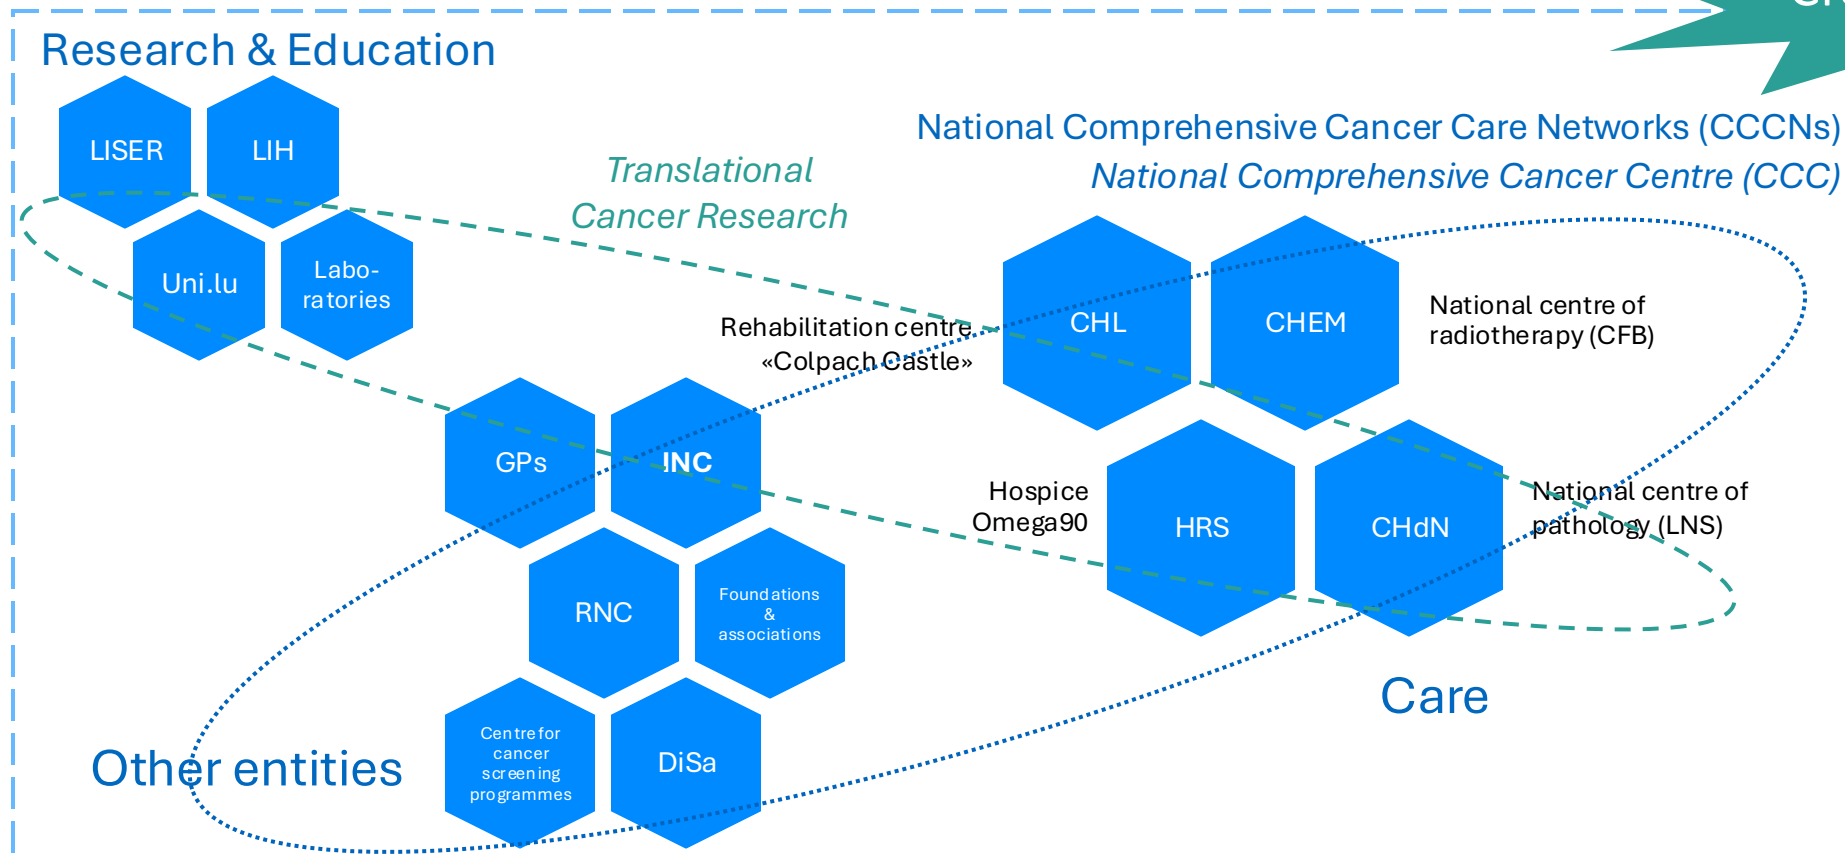 Research & Education
LISER
LIH
Uni.lu
Labo-
ratories
Translational
Cancer Research
National Comprehensive Cancer Care Networks (CCCNs)
National Comprehensive Cancer Centre (CCC)
Rehabilitation centre
«Colpach Castle»
CHL
CHEM
National centre of
radiotherapy (CFB)
GPs
INC
Hospice
Omega90
HRS
CHdN
National centre of
pathology (LNS)
RNC
Foundations
&
associations
Care
Other entities
Centre for
cancer
screening
programmes
DiSa